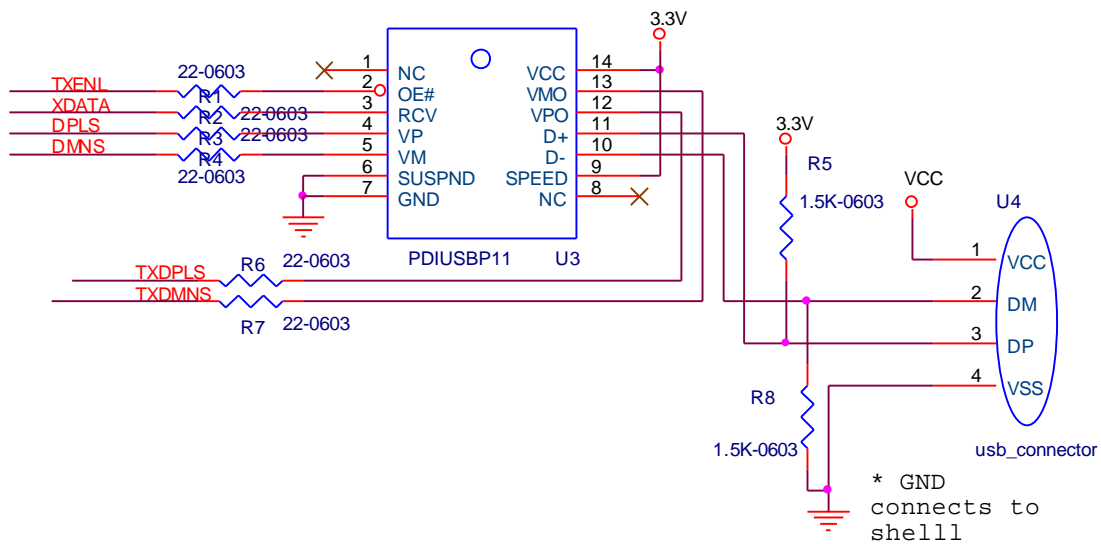 3.3V
22-0603
TXENL
R1
XDATA
22-0603
R2
DPLS
22-0603
R3
DMNS
R4
22-0603
1 NC VCC 14
2 OE# VMO 13
3 RCV VPO 12
4 VP D+ 11
5 VM D- 10
6 SUSPND SPEED 9
7 GND NC 8
PDIUSBP11 U3
TXDPLS R6 22-0603
TXDMNS
R7 22-0603
3.3V
R5
1.5K-0603
VCC
U4
1 VCC
2 DM
3 DP
4 VSS
R8
1.5K-0603
usb_connector
* GND
connects to
shelll